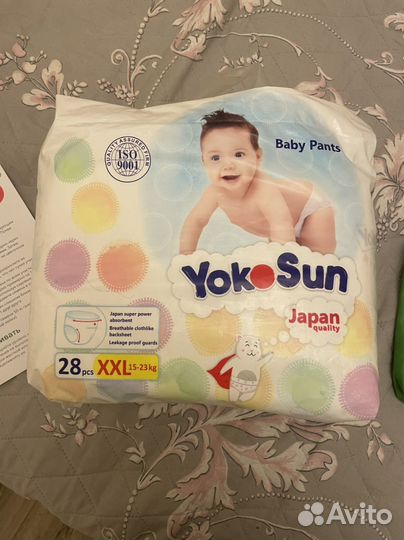 Baby Pants
QUALITY ASSURED FIRM
ISO
9001
YokoSun
Japan
quality
Japan super power
absorbent
Breathable clothlike
backsheet
Leakage proof guards
28 pcs XXL 15-23 kg
Avito